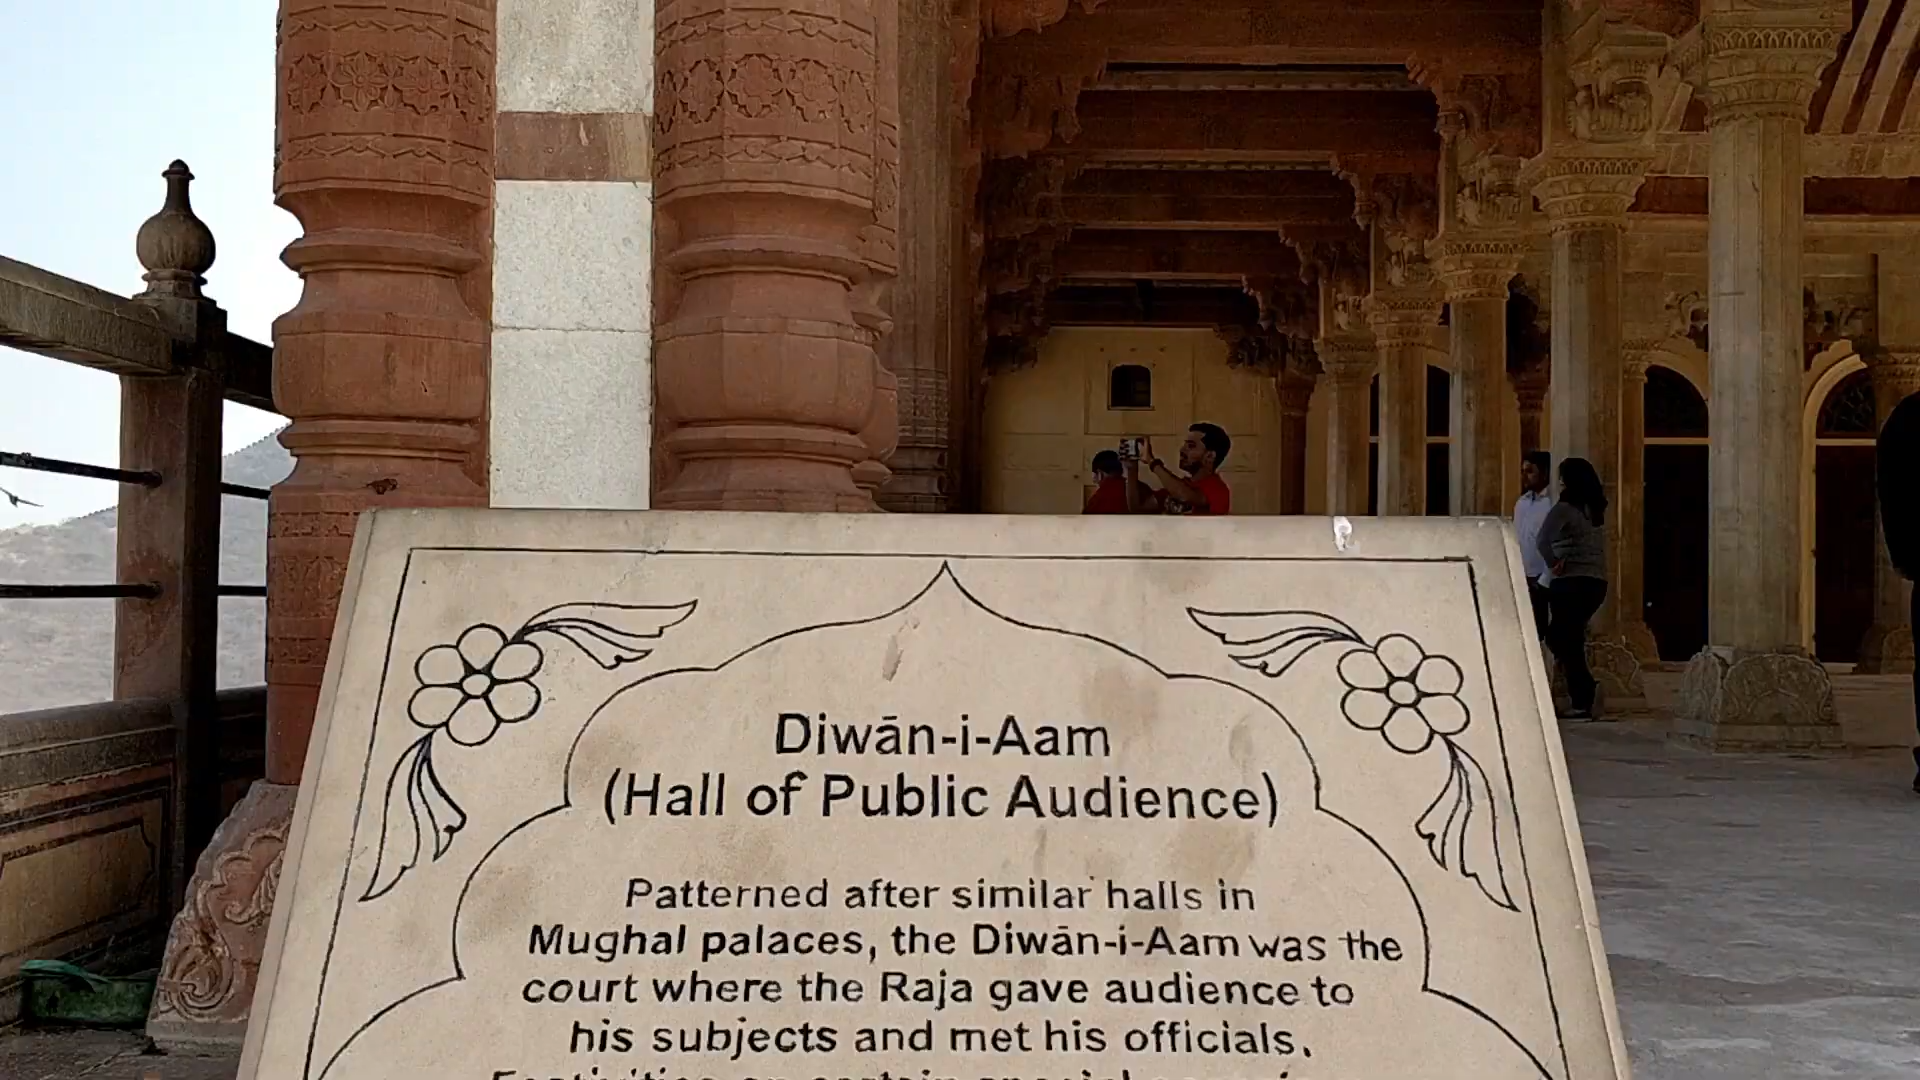 Diwān-i-Aam
(Hall of Public Audience)
Patterned after similar halls in
Mughal palaces, the Diwān-i-Aam was the
court where the Raja gave audience to
his subjects and met his officials.